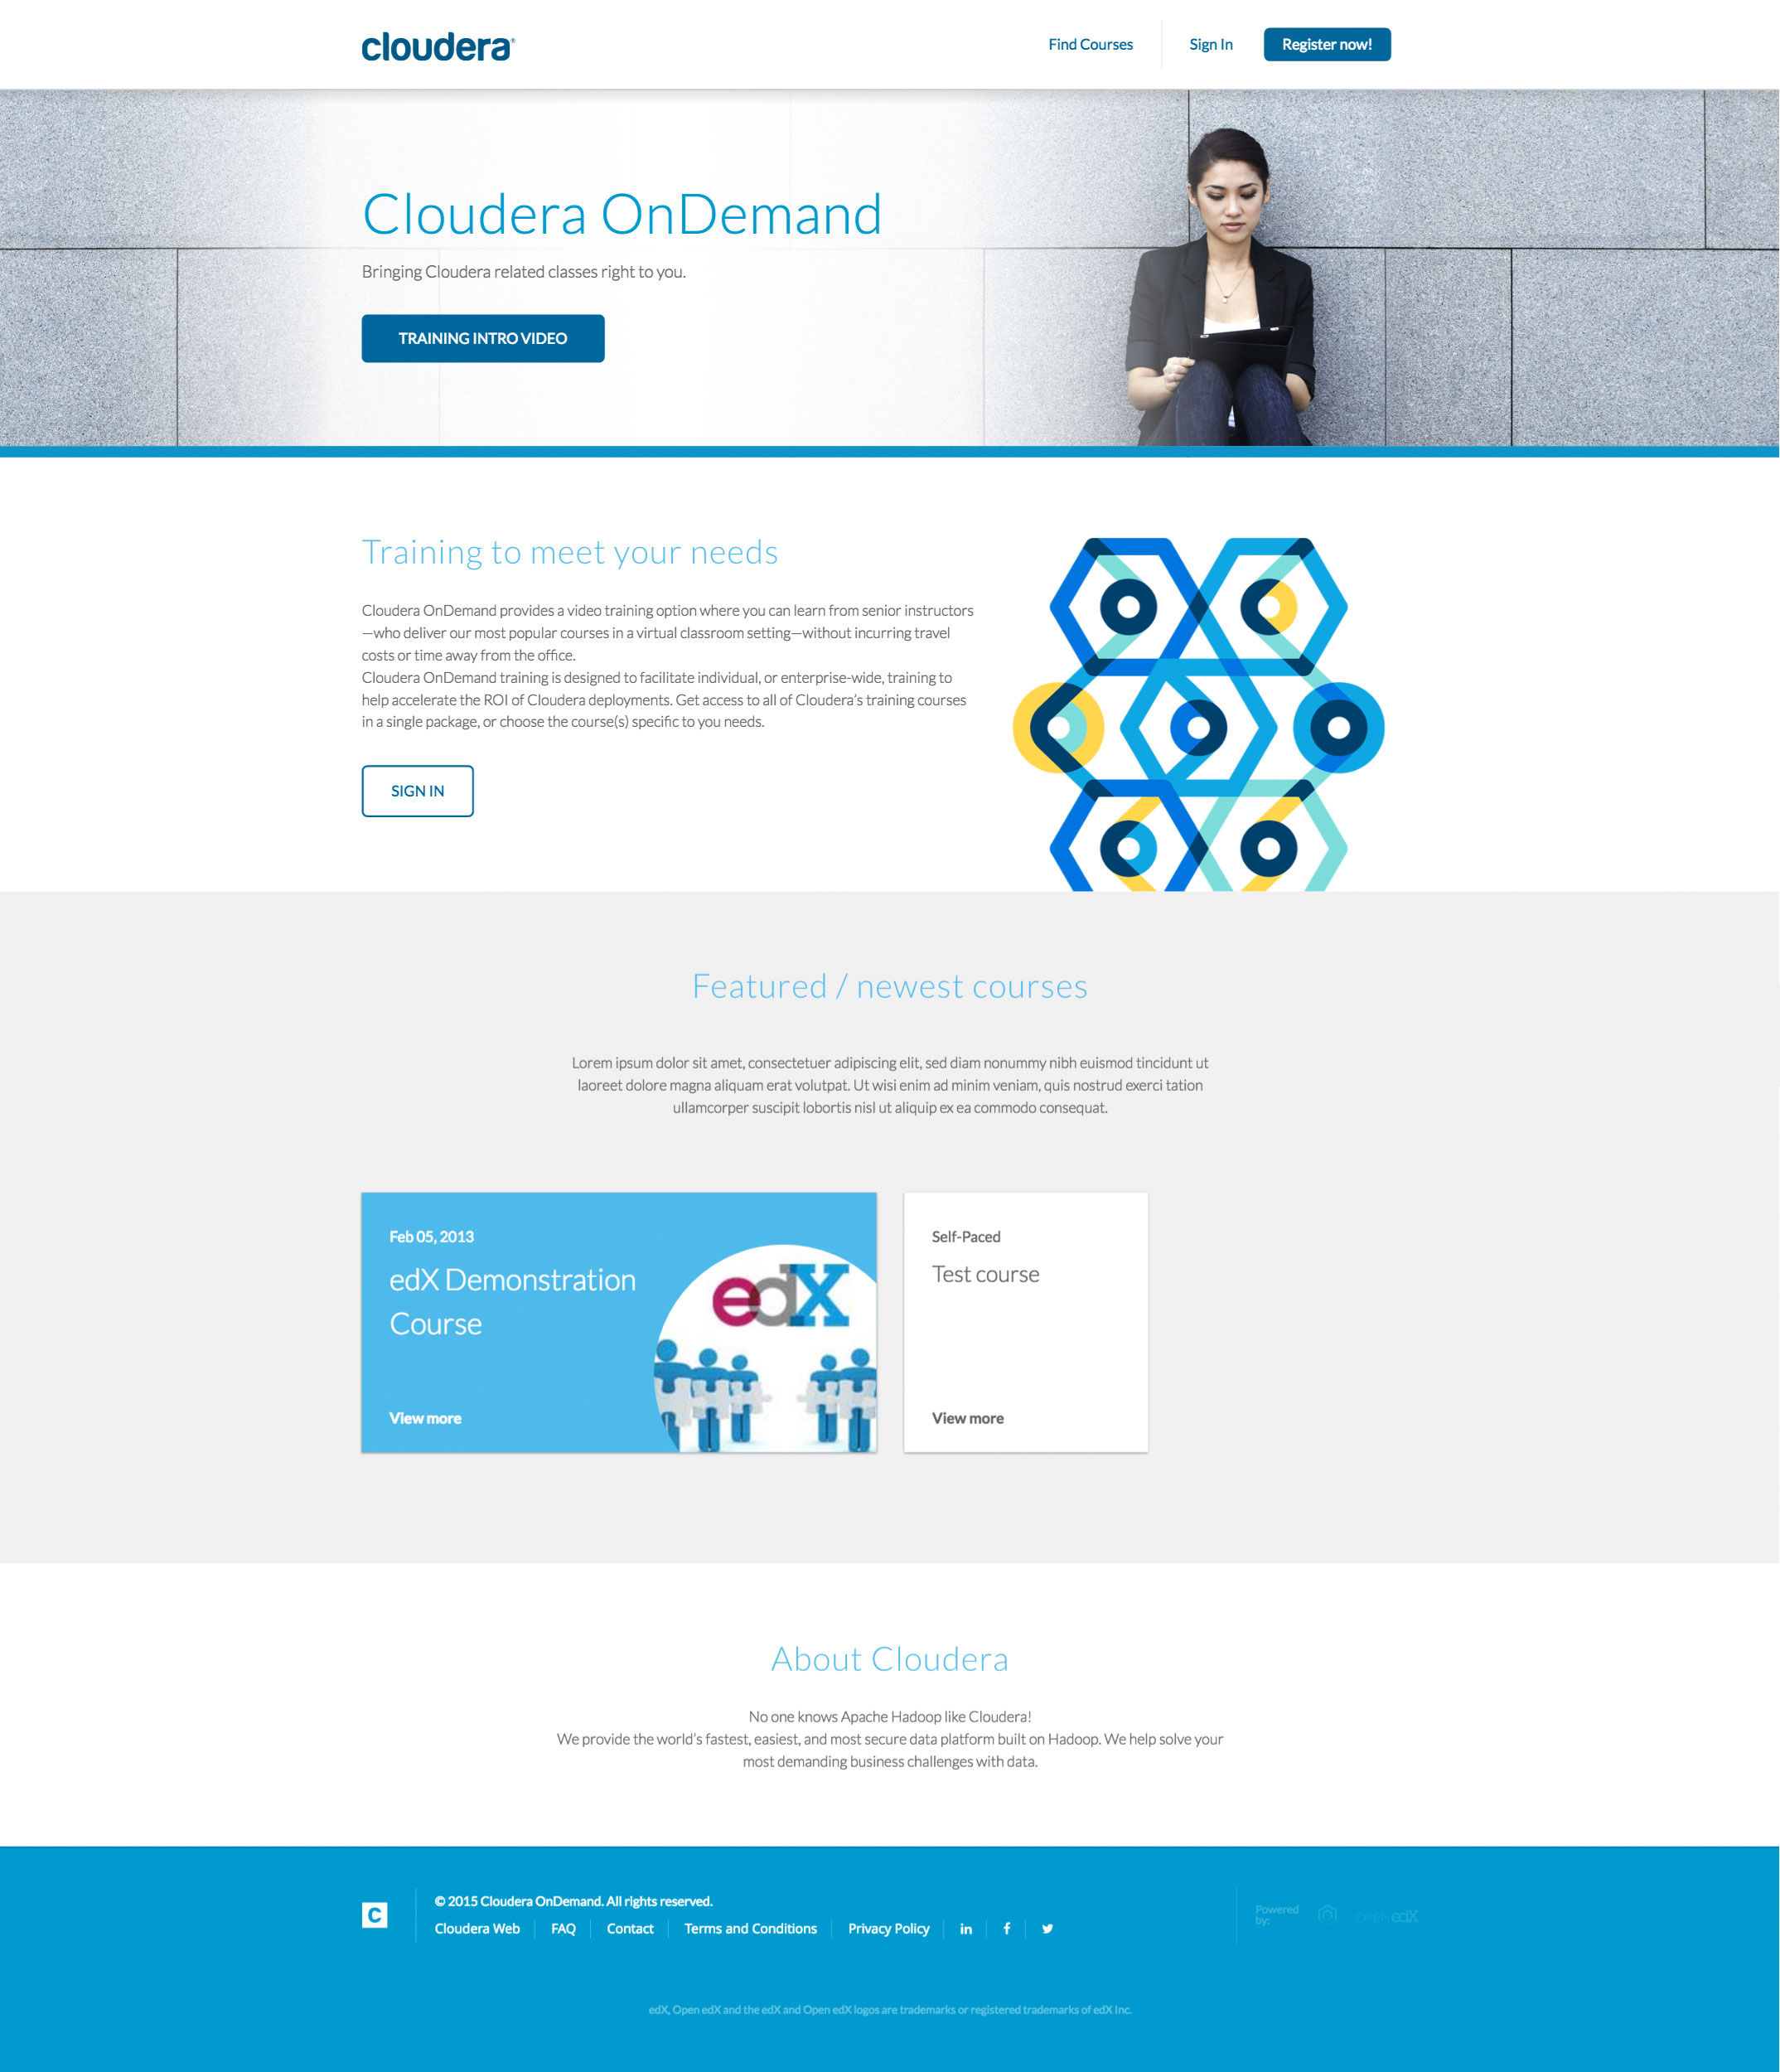 cloudera
Find Courses
Sign In
Register now!
Cloudera OnDemand
Bringing Cloudera related classes right to you.
TRAINING INTRO VIDEO
Training to meet your needs
Cloudera OnDemand provides a video training option where you can learn from senior instructors
—who deliver our most popular courses in a virtual classroom setting—without incurring travel
costs or time away from the office.
Cloudera OnDemand training is designed to facilitate individual, or enterprise-wide, training to
help accelerate the ROI of Cloudera deployments. Get access to all of Cloudera's training courses
in a single package, or choose the course(s) specific to you needs.
SIGN IN
Featured / newest courses
Lorem ipsum dolor sit amet, consectetuer adipiscing elit, sed diam nonummy nibh euismod tincidunt ut
laoreet dolore magna aliquam erat volutpat. Ut wisi enim ad minim veniam, quis nostrud exerci tation
ullamcorper suscipit lobortis nisl ut aliquip ex ea commodo consequat.
Feb 05, 2013
edX Demonstration
Course
edX
View more
Self-Paced
Test course
View more
About Cloudera
No one knows Apache Hadoop like Cloudera!
We provide the world's fastest, easiest, and most secure data platform built on Hadoop. We help solve your
most demanding business challenges with data.
C
© 2015 Cloudera OnDemand. All rights reserved.
Cloudera Web
FAQ
Contact
Terms and Conditions
Privacy Policy
in
f
Powered
by:
OPEN edX
edX, Open edX and the edX and Open edX logos are trademarks or registered trademarks of edX Inc.